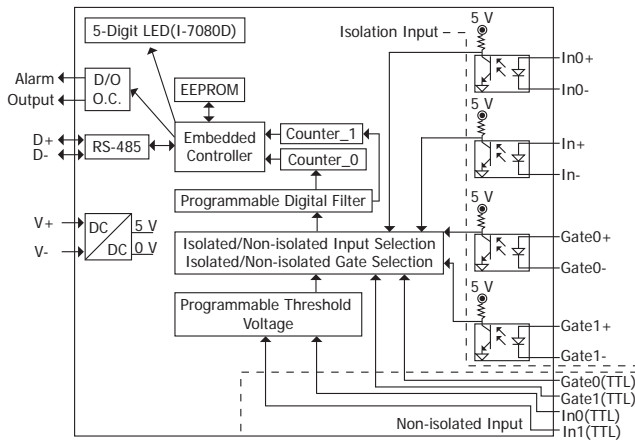 5-Digit LED(I-7080D)
Isolation Input
5 V
In0+
In0-
Alarm
Output
D/O
O.C.
EEPROM
5 V
In+
In-
D+
D-
RS-485
Embedded
Controller
Counter_1
Counter_0
Programmable Digital Filter
5 V
Gate0+
Gate0-
V+
V-
DC
DC
5 V
0 V
Isolated/Non-isolated Input Selection
Isolated/Non-isolated Gate Selection
Programmable Threshold
Voltage
5 V
Gate1+
Gate1-
Non-isolated Input
Gate0(TTL)
Gate1(TTL)
In0(TTL)
In1(TTL)